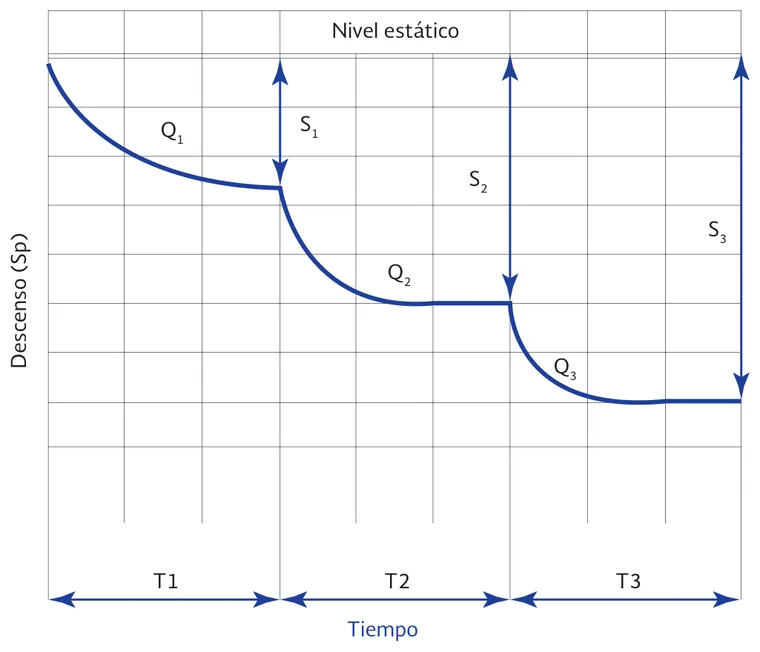 Nivel estático
Q1
S1
S2
S3
Q2
Q3
Descenso (Sp)
T1 T2 T3
Tiempo